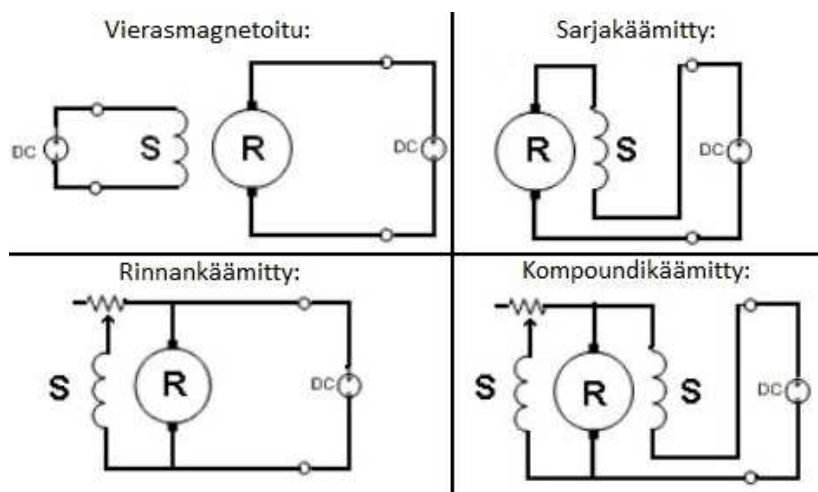 Vierasmagnetoitu:
DC S R DC
Sarjakäämitty:
R S DC
Rinnankäämitty:
S R DC
Kompoundikäämitty:
S R S DC